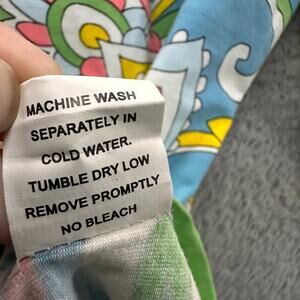 MACHINE WASH
SEPARATELY IN
COLD WATER.
TUMBLE DRY LOW
REMOVE PROMPTLY
NO BLEACH